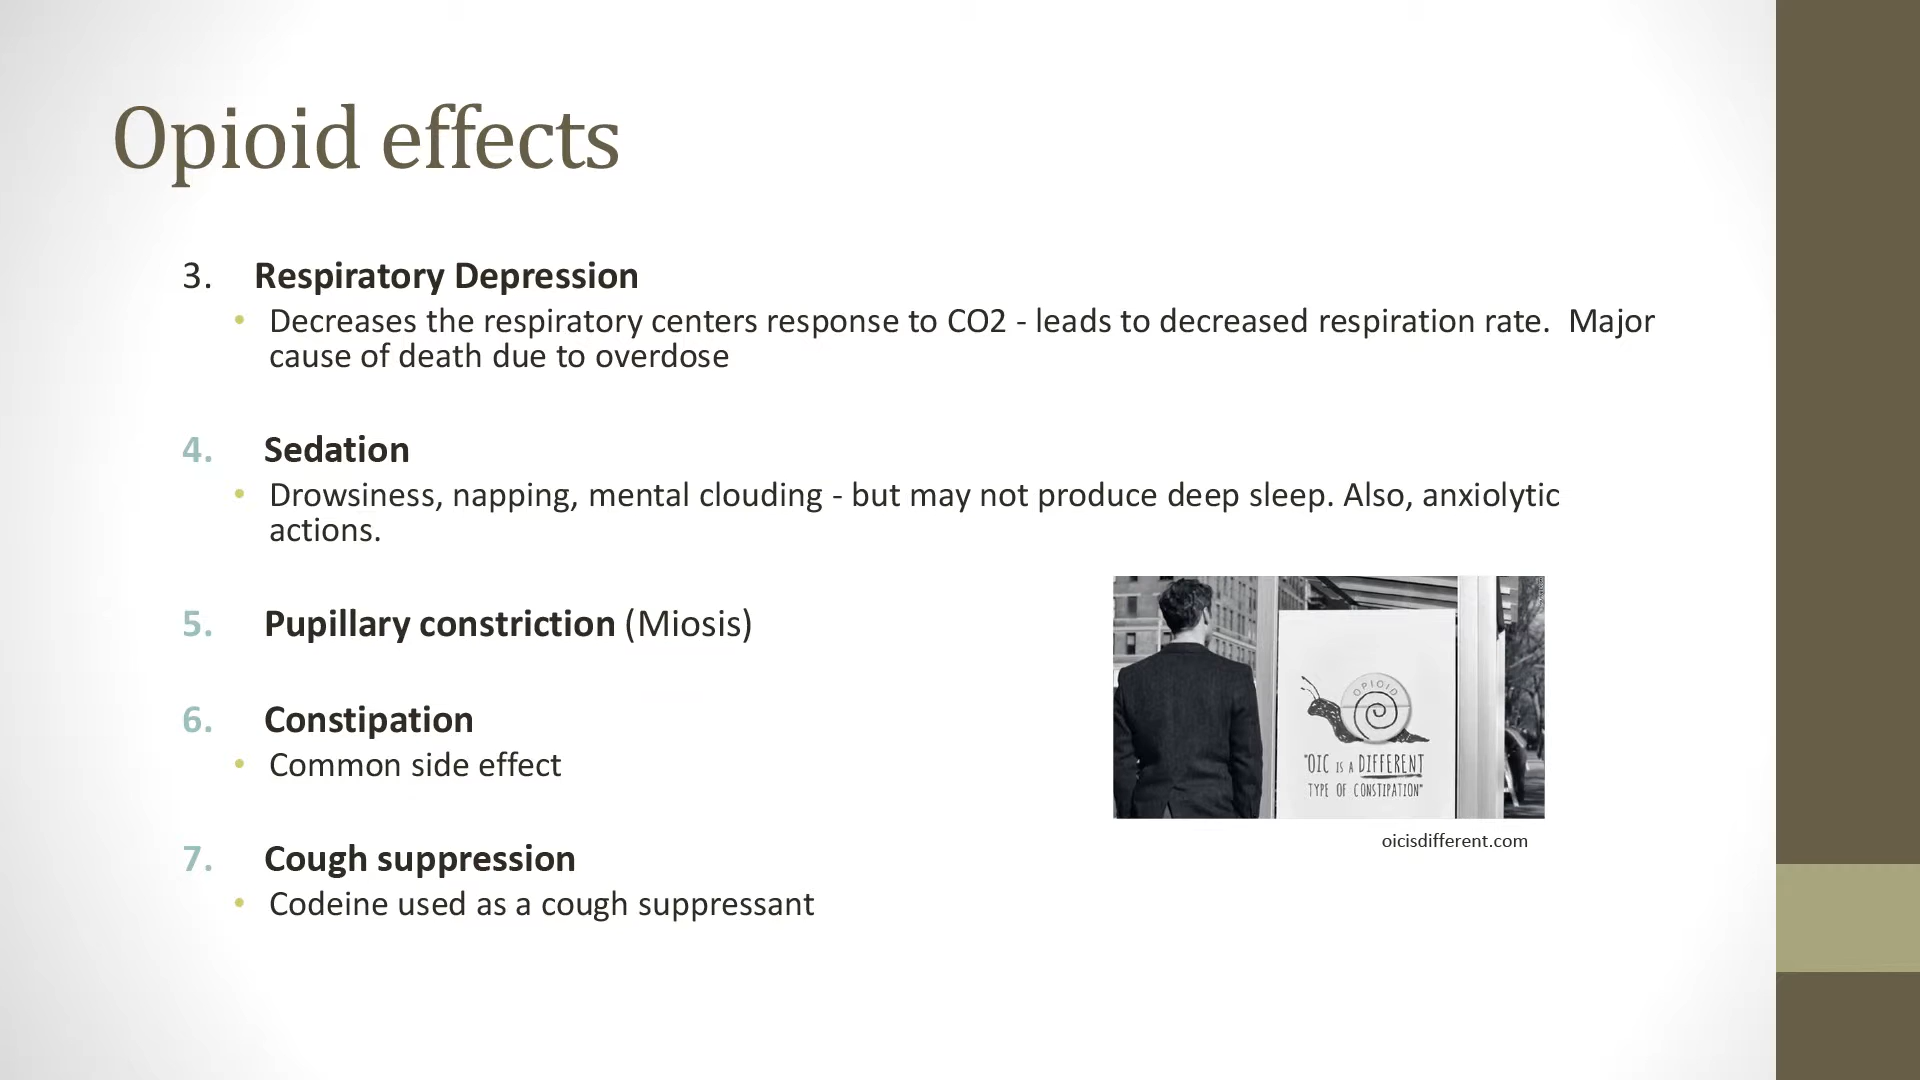 Opioid effects
3. Respiratory Depression
• Decreases the respiratory centers response to CO2 - leads to decreased respiration rate.  Major
cause of death due to overdose
4. Sedation
• Drowsiness, napping, mental clouding - but may not produce deep sleep. Also, anxiolytic
actions.
5. Pupillary constriction (Miosis)
6. Constipation
• Common side effect
7. Cough suppression
• Codeine used as a cough suppressant
OPIOID
"OIC IS A DIFFERENT
TYPE OF CONSTIPATION"
oicisdifferent.com